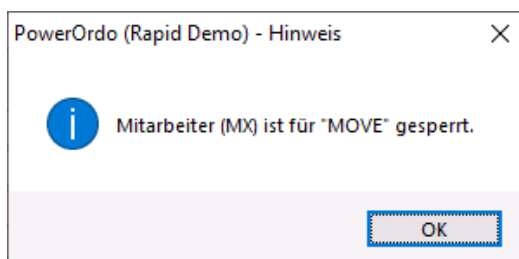 PowerOrdo (Rapid Demo) - Hinweis
Mitarbeiter (MX) ist für "MOVE" gesperrt.
OK